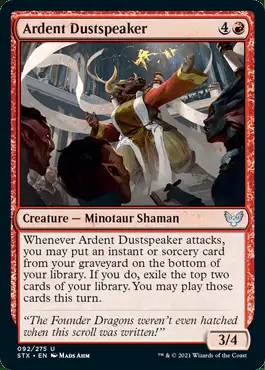 Ardent Dustspeaker 4
Creature — Minotaur Shaman
Whenever Ardent Dustspeaker attacks,
you may put an instant or sorcery card
from your graveyard on the bottom of
your library. If you do, exile the top two
cards of your library. You may play those
cards this turn.
“The Founder Dragons weren’t even hatched
when this scroll was written!”
3/4
092/275 U
STX • EN Mads Ahm
™ & © 2021 Wizards of the Coast